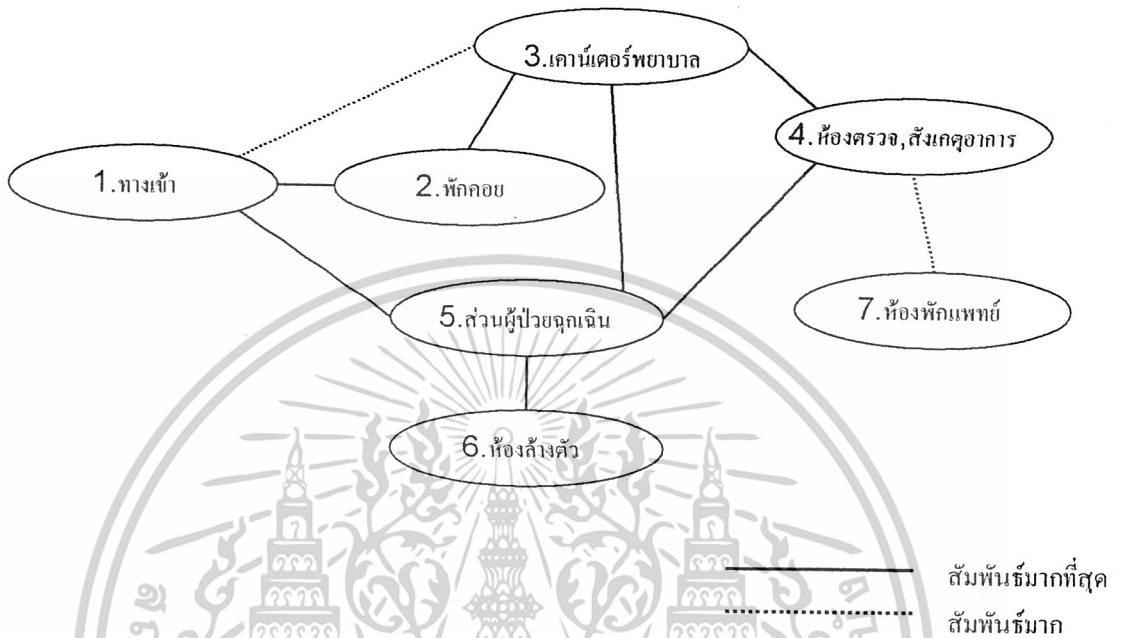 3.เคาน์เตอร์พยาบาล
4.ห้องตรวจ,สังเกตุอาการ
1.ทางเข้า
2.พักคอย
5.ส่วนผู้ป่วยฉุกเฉิน
7.ห้องพักแพทย์
6.ห้องล้างตัว
สัมพันธ์มากที่สุด
สัมพันธ์มาก